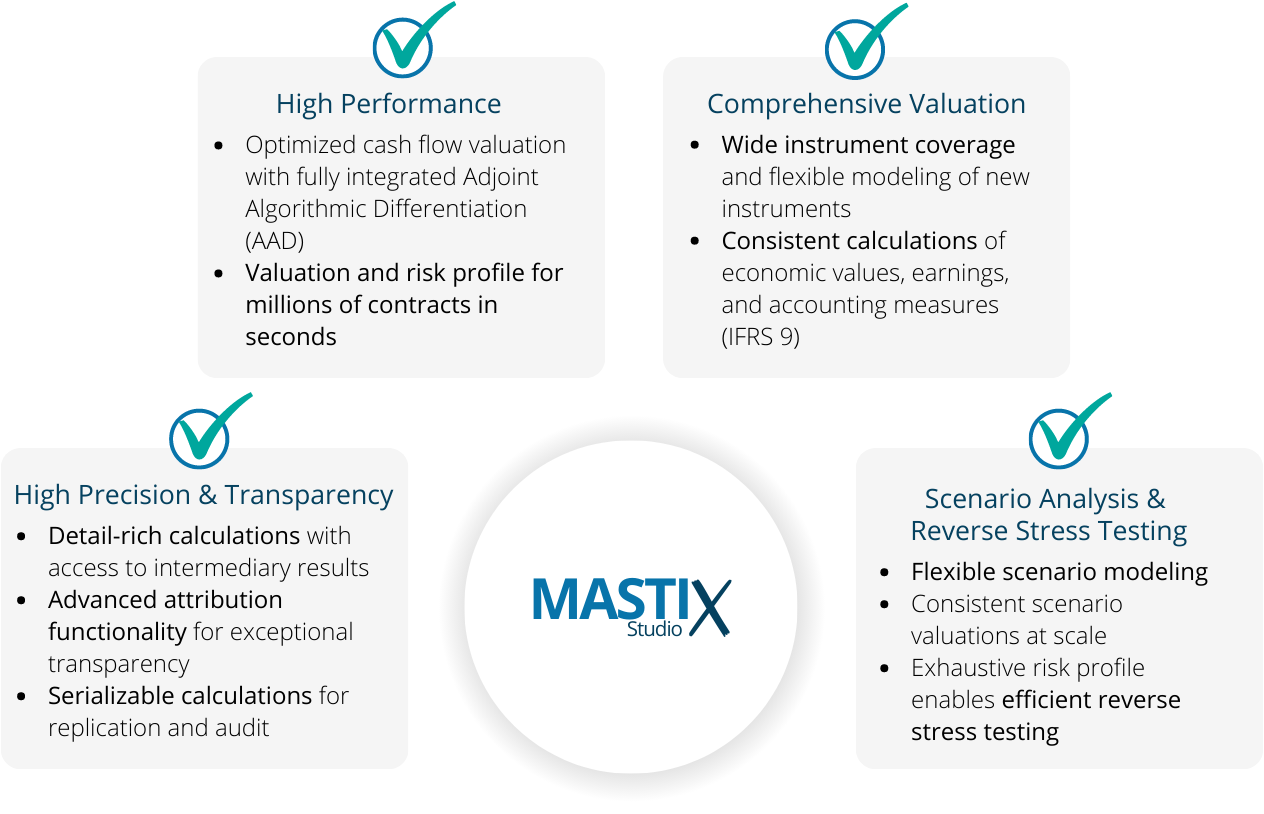 High Performance
• Optimized cash flow valuation
with fully integrated Adjoint
Algorithmic Differentiation
(AAD)
• Valuation and risk profile for
millions of contracts in
seconds
Comprehensive Valuation
• Wide instrument coverage
and flexible modeling of new
instruments
• Consistent calculations of
economic values, earnings,
and accounting measures
(IFRS 9)
High Precision & Transparency
• Detail-rich calculations with
access to intermediary results
• Advanced attribution
functionality for exceptional
transparency
• Serializable calculations for
replication and audit
MASTIX
Studio
Scenario Analysis &
Reverse Stress Testing
• Flexible scenario modeling
• Consistent scenario
valuations at scale
• Exhaustive risk profile
enables efficient reverse
stress testing